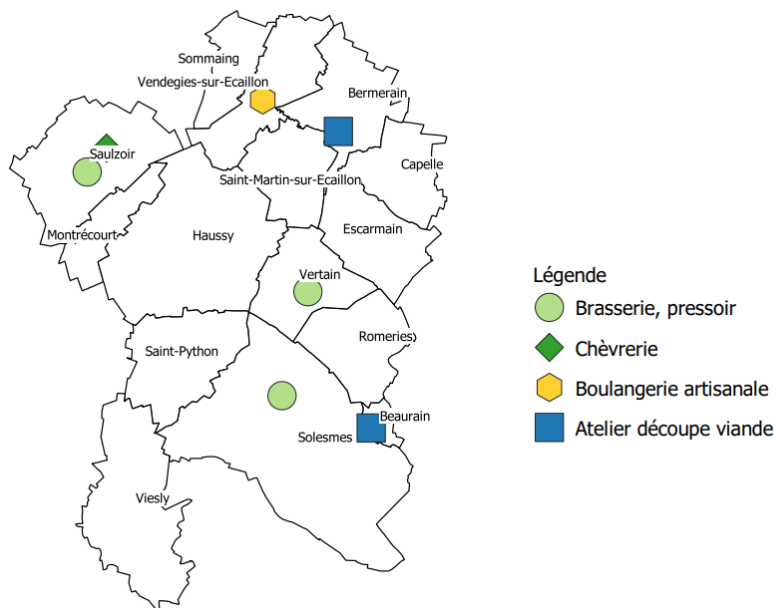 Sommaing
Vendegies-sur-Ecaillon
Bermerain
Saulzoir
Capelle
Saint-Martin-sur-Ecaillon
Escarmain
Montrécourt
Haussy
Vertain
Romeries
Saint-Python
Beaurain
Solesmes
Viesly
Légende
Brasserie, pressoir
Chèvrerie
Boulangerie artisanale
Atelier découpe viande